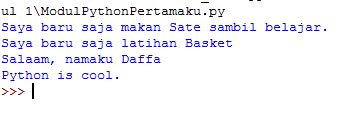 ul 1\ModulPythonPertamaku.py
Saya baru saja makan Sate sambil belajar.
Saya baru saja latihan Basket
Salaam, namaku Daffa
Python is cool.
>>>